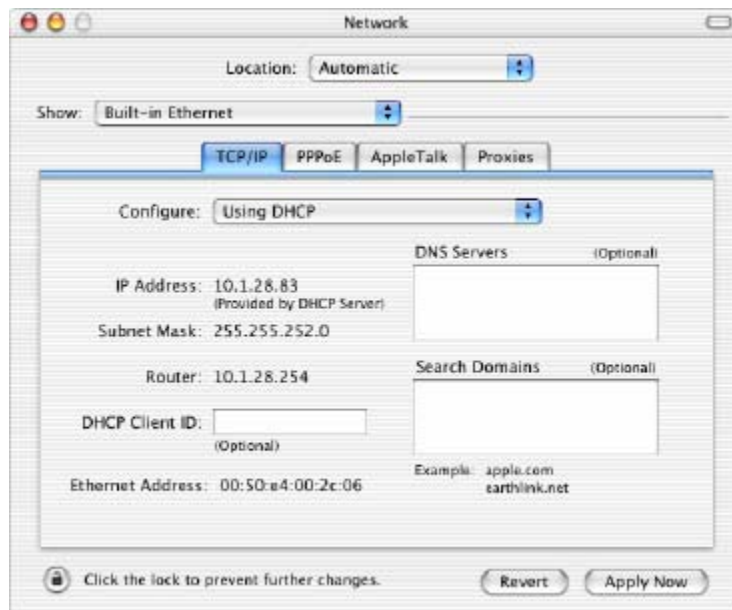 Network
Location: Automatic
Show: Built-in Ethernet
TCP/IP PPPoE AppleTalk Proxies
Configure: Using DHCP
DNS Servers (Optional)
IP Address: 10.1.28.83
(Provided by DHCP Server)
Subnet Mask: 255.255.252.0
Router: 10.1.28.254
Search Domains (Optional)
DHCP Client ID:
(Optional)
Example: apple.com
earthlink.net
Ethernet Address: 00:50:e4:00:2c:06
Click the lock to prevent further changes.
Revert Apply Now